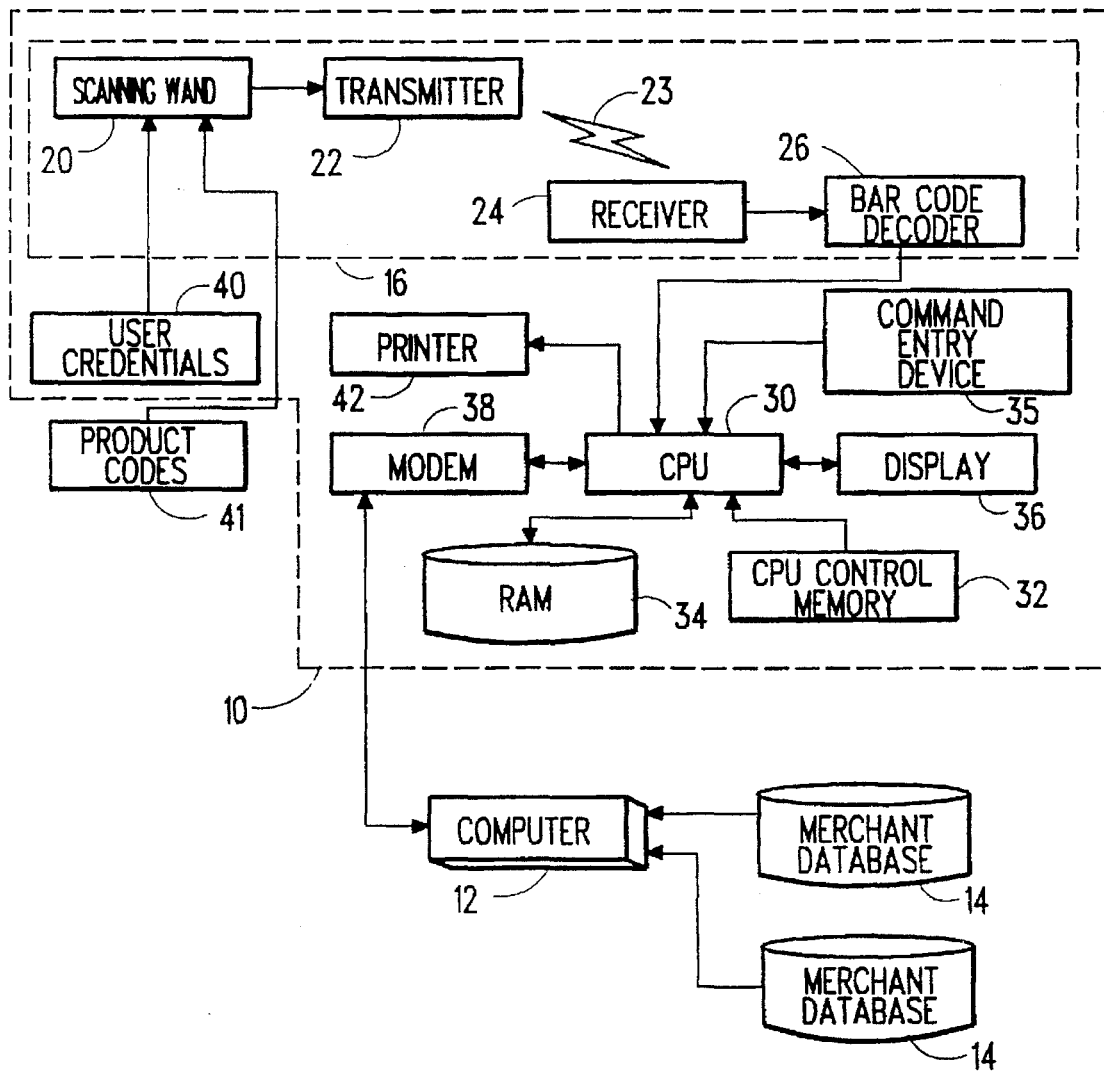 SCANNING WAND
TRANSMITTER
23
20
22
26
24
RECEIVER
BAR CODE
DECODER
16
40
USER
CREDENTIALS
PRINTER
COMMAND
ENTRY
DEVICE
42
35
38
30
PRODUCT
CODES
MODEM
CPU
DISPLAY
41
36
RAM
34
CPU CONTROL
MEMORY
32
10
COMPUTER
12
MERCHANT
DATABASE
14
MERCHANT
DATABASE
14